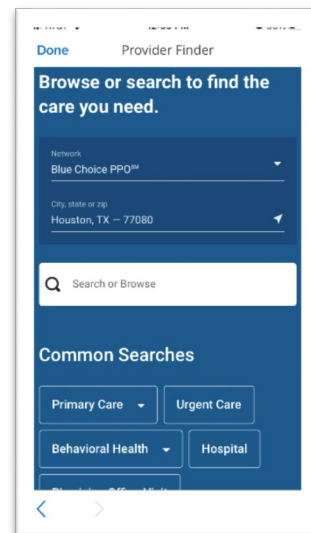 Done Provider Finder
Browse or search to find the
care you need.
Network
Blue Choice PPO℠
City, state or zip
Houston, TX — 77080
Search or Browse
Common Searches
Primary Care Urgent Care
Behavioral Health Hospital